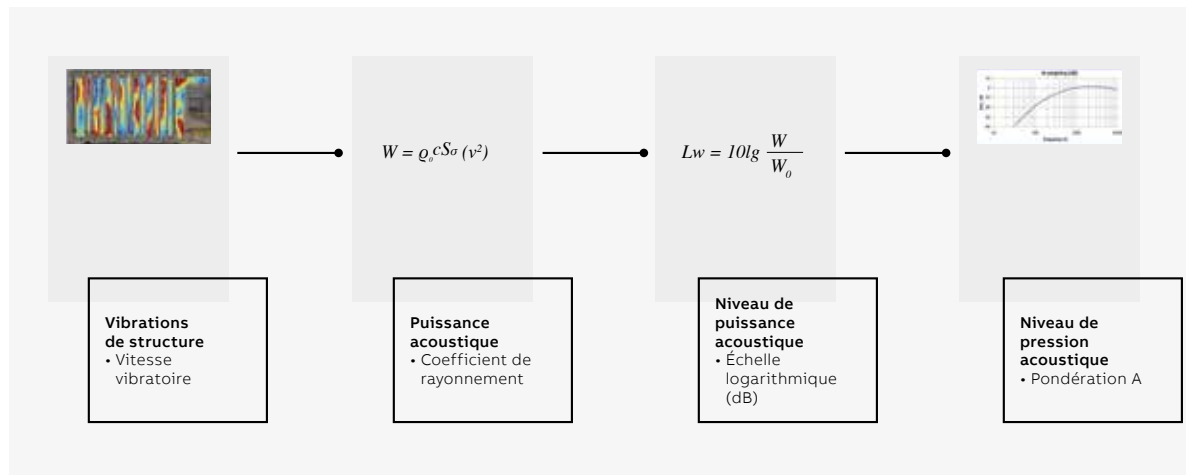 W = ϱ₀cSσ (v²)
Lw = 10lg W
W₀
Vibrations
de structure
• Vitesse
vibratoire
Puissance
acoustique
• Coefficient de
rayonnement
Niveau de
puissance
acoustique
• Échelle
logarithmique
(dB)
Niveau de
pression
acoustique
• Pondération A